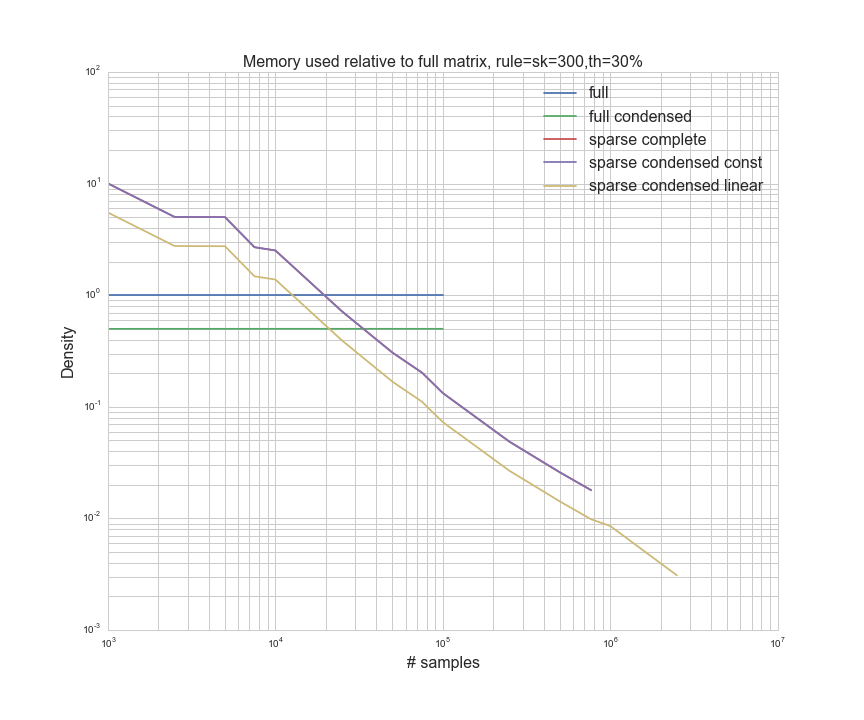 Memory used relative to full matrix, rule=sk=300,th=30%
10^2
full
full condensed
sparse complete
sparse condensed const
10^1
sparse condensed linear
10^0
Density
10^-1
10^-2
10^-3
10^3 10^4 10^5 10^6 10^7
# samples